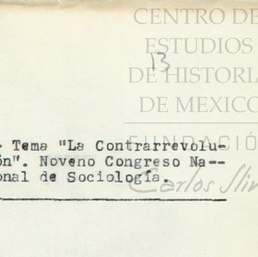 CENTRO DE
ESTUDIOS
13
DE HISTORIA
DE MEXICO
FUNDACIÓN
Carlos Slim
- Tema "La Contrarrevolu-
ón". Noveno Congreso Na--
onal de Sociología.